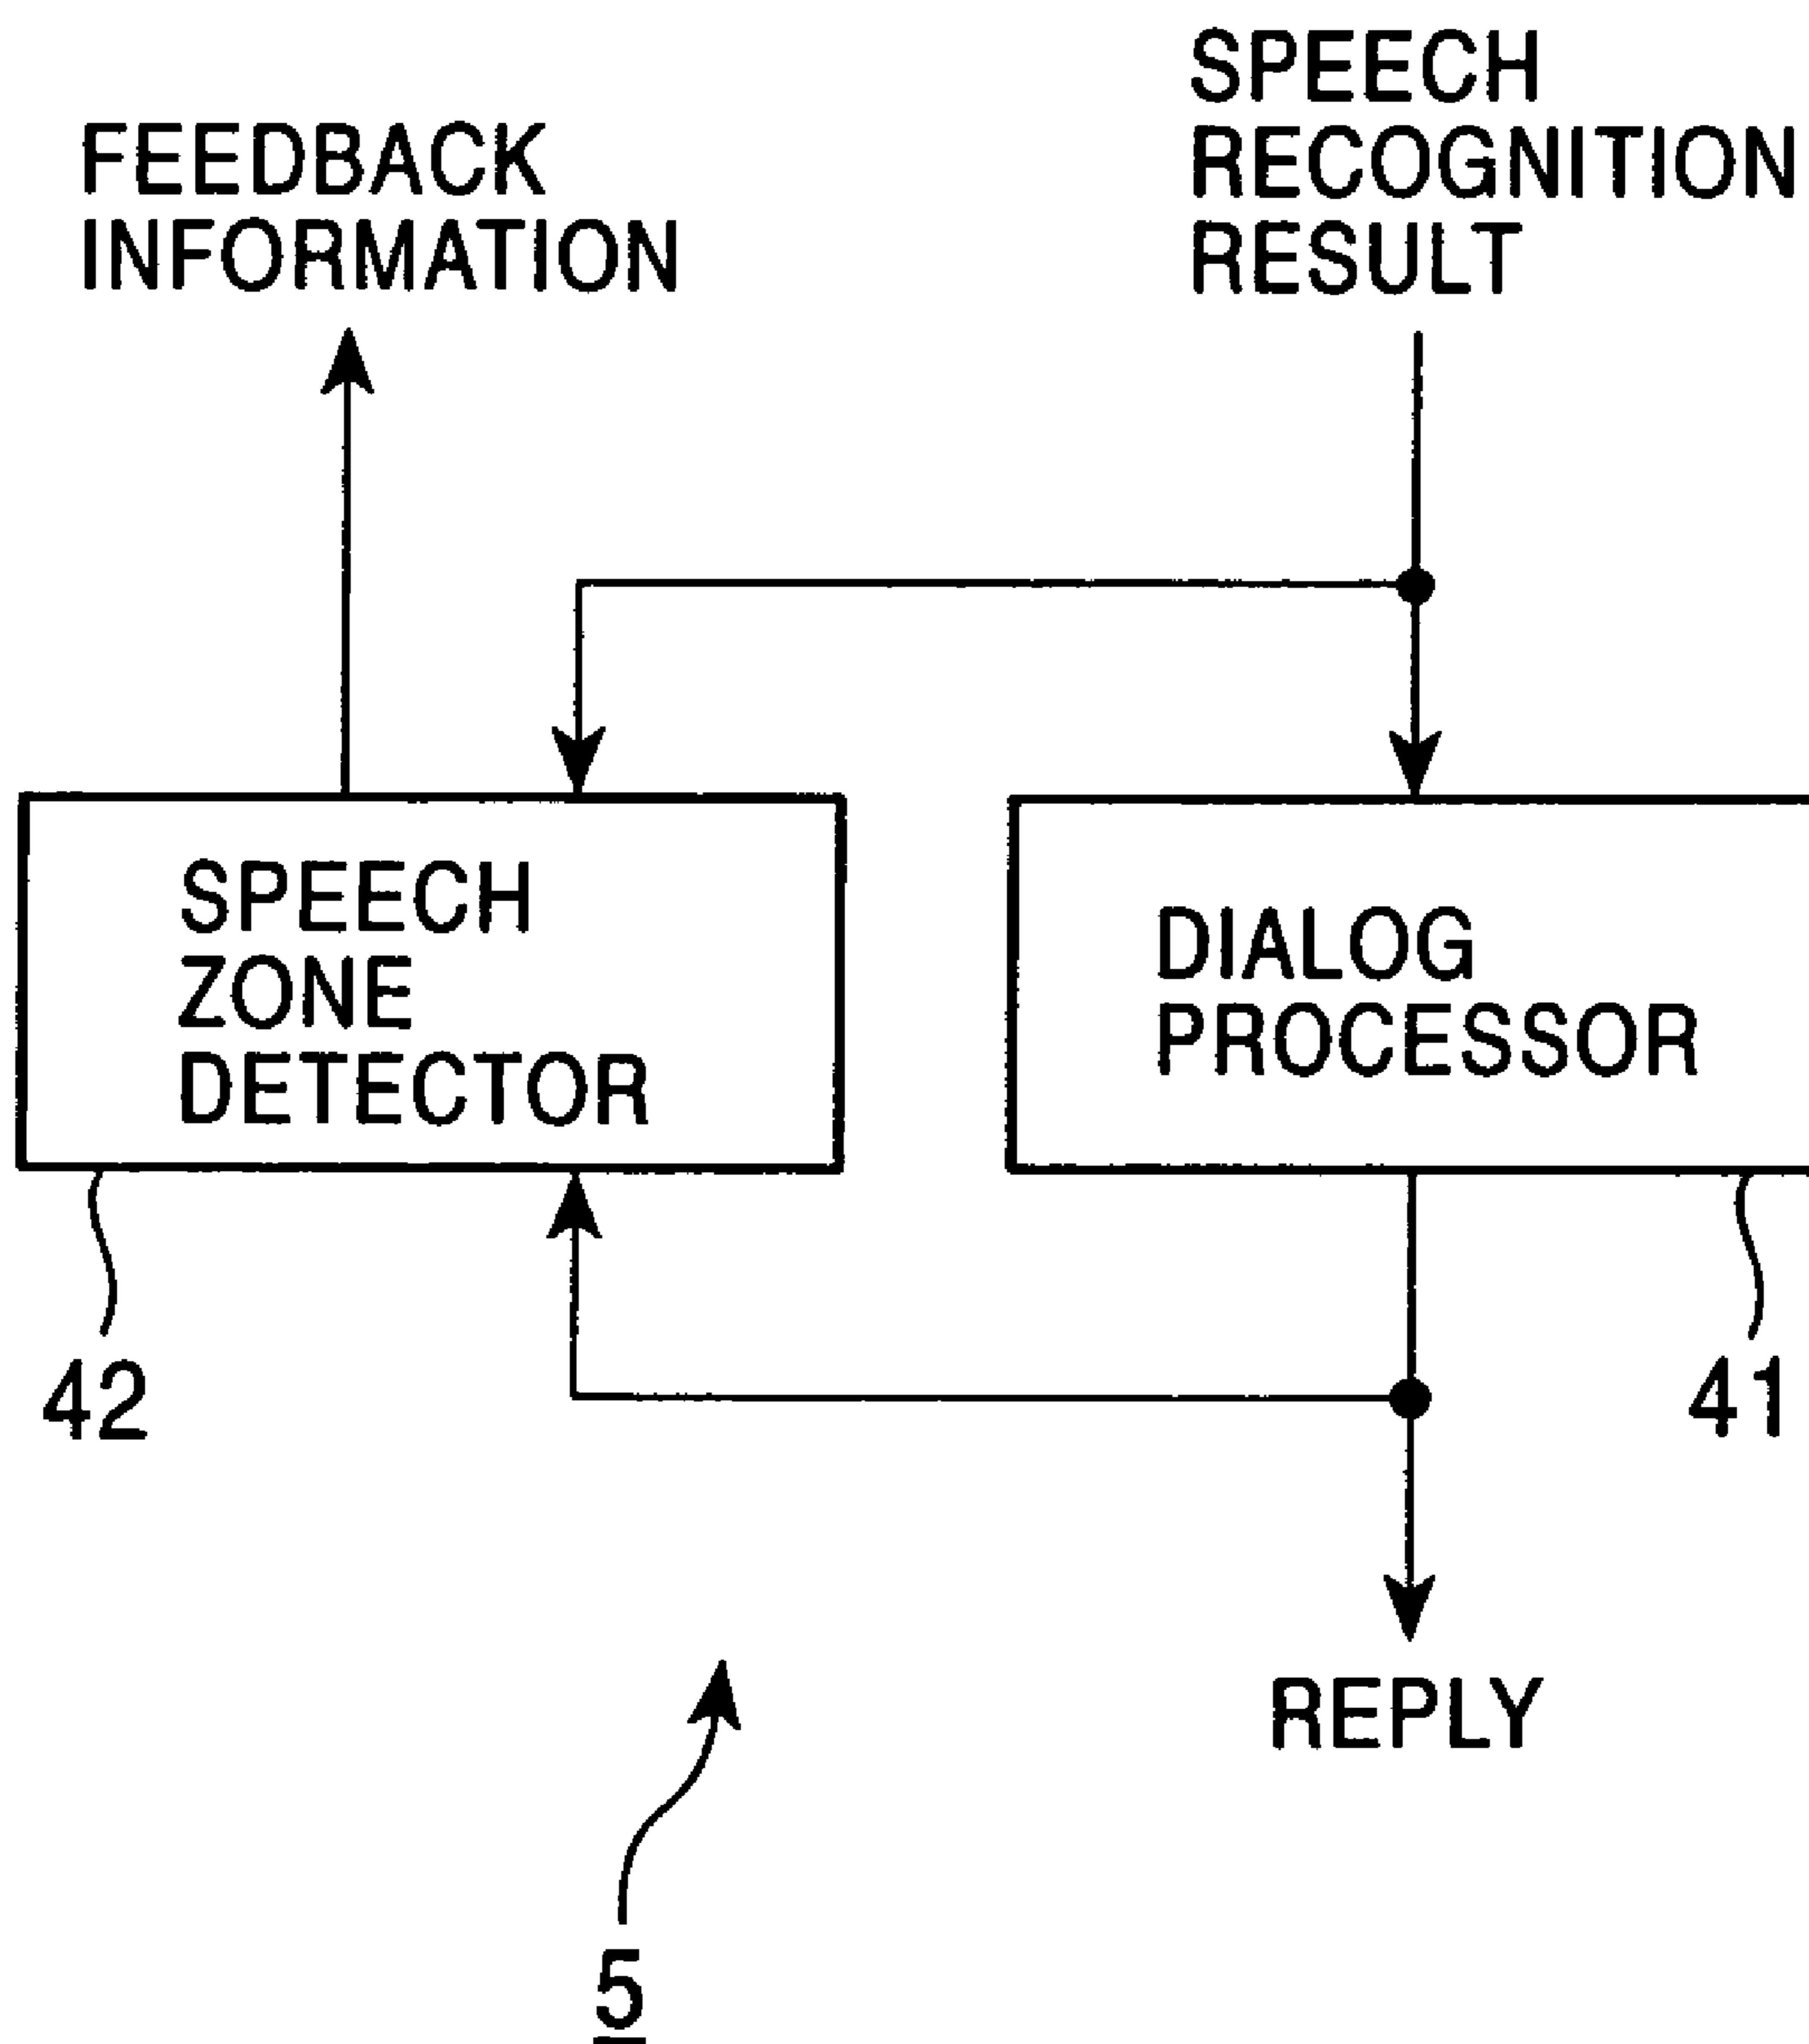 FEEDBACK
INFORMATION
SPEECH
RECOGNITION
RESULT
SPEECH
ZONE
DETECTOR
DIALOG
PROCESSOR
42
41
REPLY
5